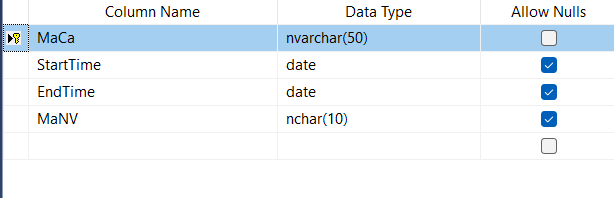 Column Name Data Type Allow Nulls
MaCa nvarchar(50)
StartTime date
EndTime date
MaNV nchar(10)